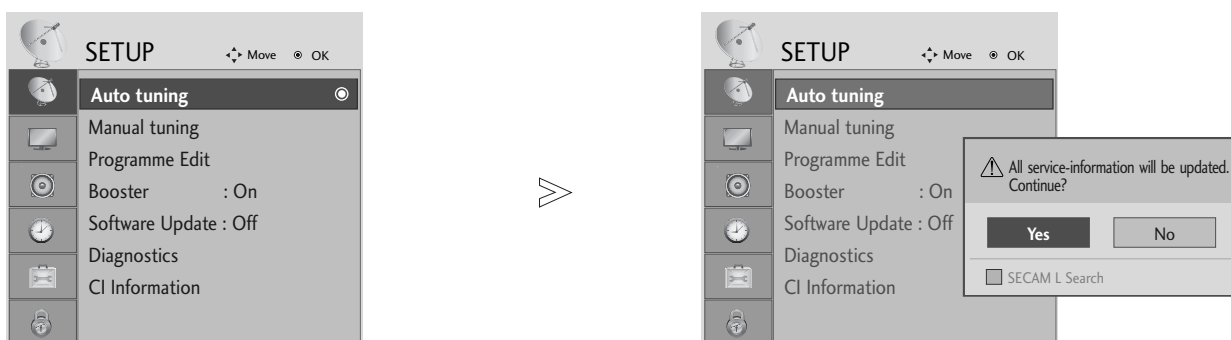 SETUP Move OK
Auto tuning
Manual tuning
Programme Edit
Booster : On
Software Update : Off
Diagnostics
CI Information
>
SETUP Move OK
Auto tuning
Manual tuning
Programme Edit
Booster : On
Software Update : Off
Diagnostics
CI Information
All service-information will be updated.
Continue?
Yes No
SECAM L Search